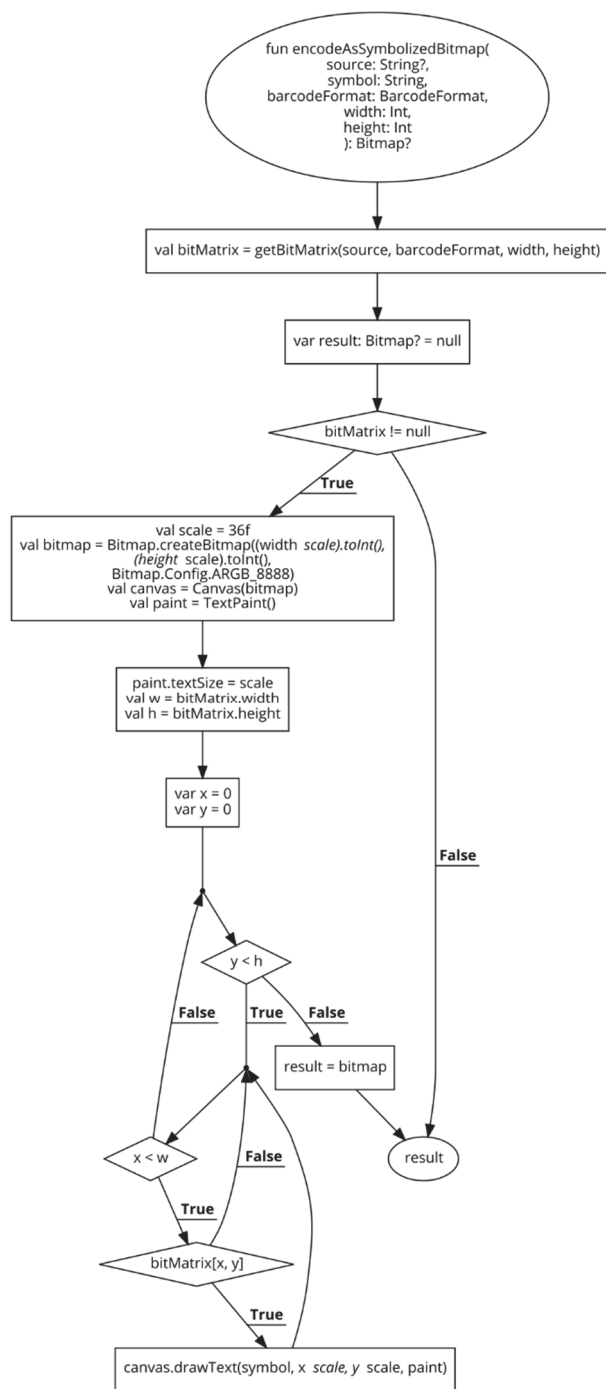 fun encodeAsSymbolizedBitmap(
source: String?,
symbol: String,
barcodeFormat: BarcodeFormat,
width: Int,
height: Int
): Bitmap?
val bitMatrix = getBitMatrix(source, barcodeFormat, width, height)
var result: Bitmap? = null
bitMatrix != null
True
val scale = 36f
val bitmap = Bitmap.createBitmap((width scale).toInt(),
(height scale).toInt(),
Bitmap.Config.ARGB_8888)
val canvas = Canvas(bitmap)
val paint = TextPaint()
paint.textSize = scale
val w = bitMatrix.width
val h = bitMatrix.height
var x = 0
var y = 0
False
y < h
False
True
False
result = bitmap
x < w
False
result
True
bitMatrix[x, y]
True
canvas.drawText(symbol, x scale, y scale, paint)